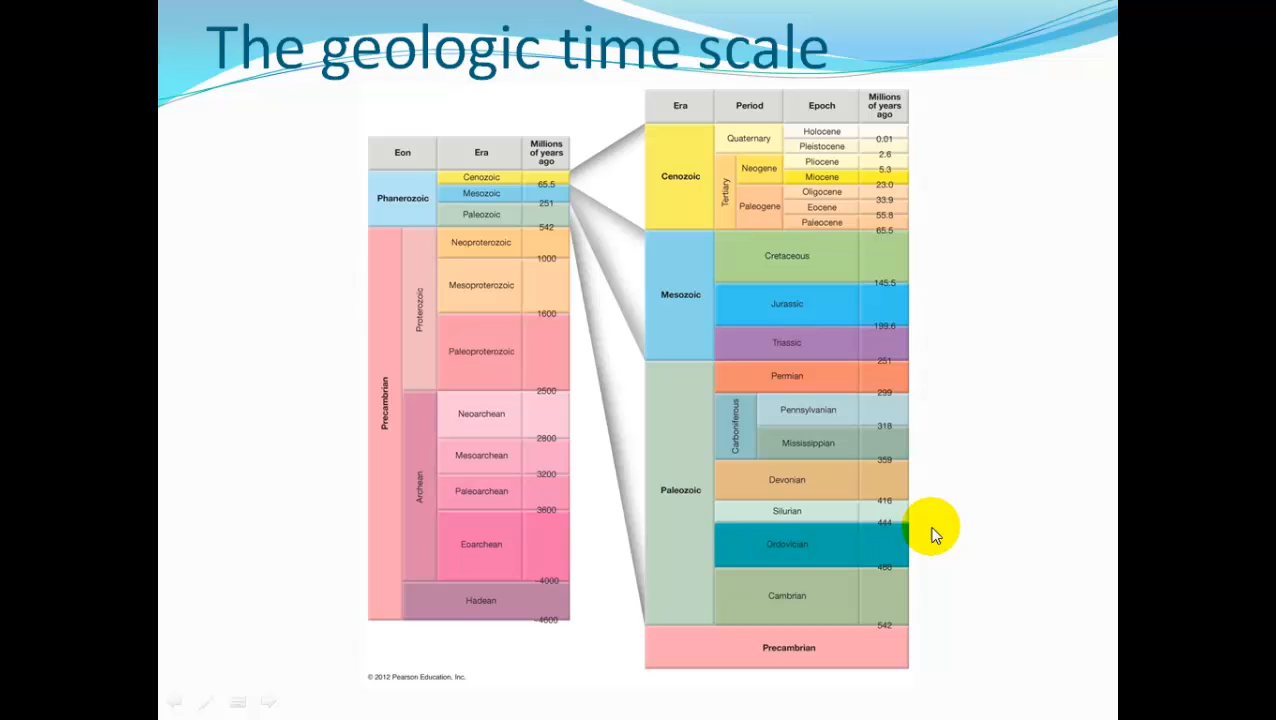 The geologic time scale
Eon
Era
Millions
of years
ago
Phanerozoic
Cenozoic
65.5
Mesozoic
251
Paleozoic
542
Precambrian
Proterozoic
Neoproterozoic
1000
Mesoproterozoic
1600
Paleoproterozoic
2500
Archean
Neoarchean
2800
Mesoarchean
3200
Paleoarchean
3600
Eoarchean
~4000
Hadean
~4600
Era
Period
Epoch
Millions
of years
ago
Cenozoic
Quaternary
Holocene
0.01
Pleistocene
2.6
Tertiary
Neogene
Pliocene
5.3
Miocene
23.0
Paleogene
Oligocene
33.9
Eocene
55.8
Paleocene
65.5
Mesozoic
Cretaceous
145.5
Jurassic
199.6
Triassic
251
Paleozoic
Permian
299
Carboniferous
Pennsylvanian
318
Mississippian
359
Devonian
416
Silurian
444
Ordovician
488
Cambrian
542
Precambrian
© 2012 Pearson Education, Inc.